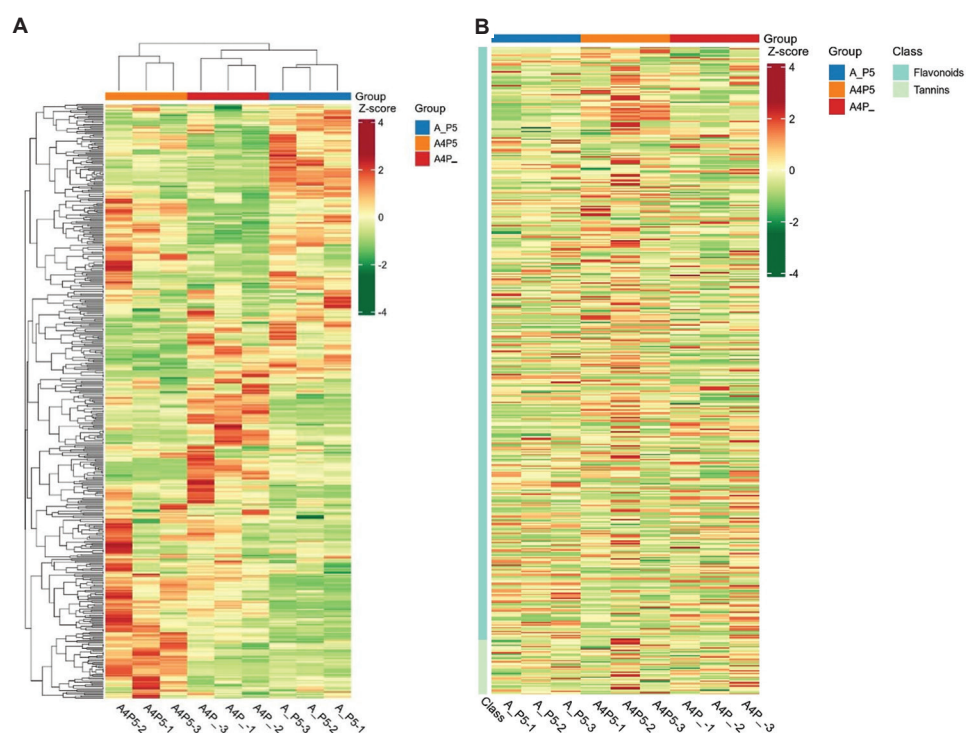 A
Group
Z-score
4
2
0
-2
-4
Group
A_P5
A4P5
A4P_
A4P5-2
A4P5-1
A4P5-3
A4P_-3
A4P_-1
A4P_-2
A_P5-3
A_P5-2
A_P5-1
B
Group
Z-score
4
2
0
-2
-4
Group
A_P5
A4P5
A4P_
Class
Flavonoids
Tannins
Class
A_P5-1
A_P5-2
A_P5-3
A4P5-1
A4P5-2
A4P5-3
A4P_-1
A4P_-2
A4P_-3